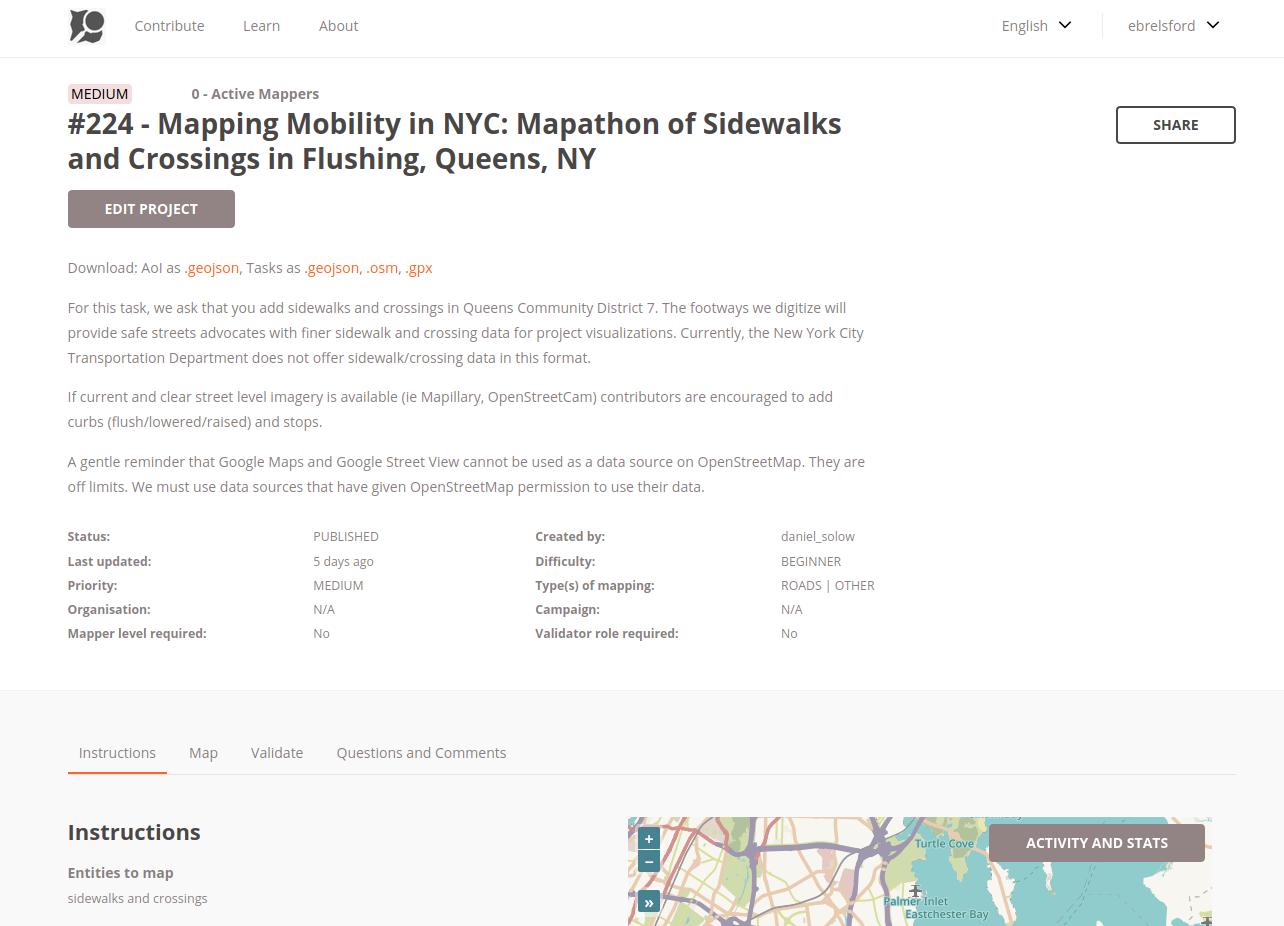 Contribute Learn About English ebrelsford
MEDIUM 0 - Active Mappers
#224 - Mapping Mobility in NYC: Mapathon of Sidewalks
and Crossings in Flushing, Queens, NY
SHARE
EDIT PROJECT
Download: AoI as .geojson, Tasks as .geojson, .osm, .gpx
For this task, we ask that you add sidewalks and crossings in Queens Community District 7. The footways we digitize will
provide safe streets advocates with finer sidewalk and crossing data for project visualizations. Currently, the New York City
Transportation Department does not offer sidewalk/crossing data in this format.
If current and clear street level imagery is available (ie Mapillary, OpenStreetCam) contributors are encouraged to add
curbs (flush/lowered/raised) and stops.
A gentle reminder that Google Maps and Google Street View cannot be used as a data source on OpenStreetMap. They are
off limits. We must use data sources that have given OpenStreetMap permission to use their data.
Status: PUBLISHED Created by: daniel_solow
Last updated: 5 days ago Difficulty: BEGINNER
Priority: MEDIUM Type(s) of mapping: ROADS | OTHER
Organisation: N/A Campaign: N/A
Mapper level required: No Validator role required: No
Instructions Map Validate Questions and Comments
Instructions
Entities to map
sidewalks and crossings
+
−
»
ACTIVITY AND STATS
Turtle Cove
Palmer Inlet
Eastchester Bay